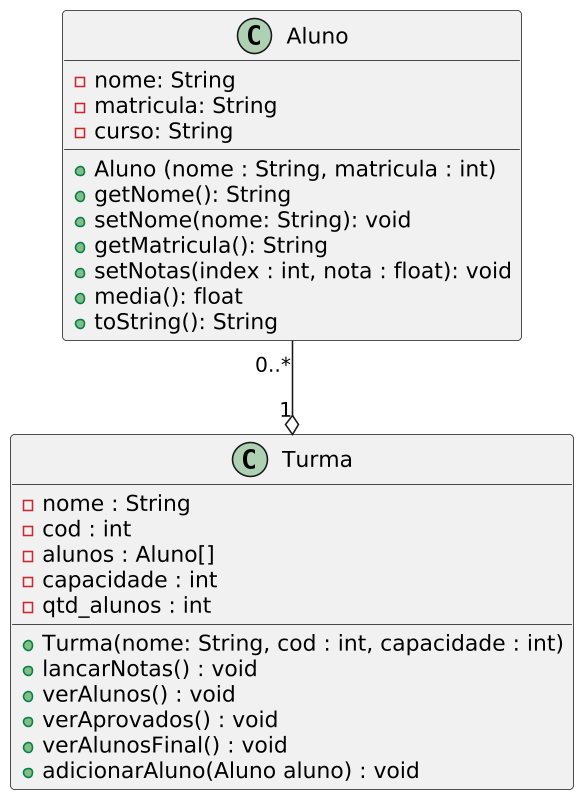 C Aluno
nome: String
matricula: String
curso: String
Aluno (nome : String, matricula : int)
getNome(): String
setNome(nome: String): void
getMatricula(): String
setNotas(index : int, nota : float): void
media(): float
toString(): String
0..*
1
C Turma
nome : String
cod : int
alunos : Aluno[]
capacidade : int
qtd_alunos : int
Turma(nome: String, cod : int, capacidade : int)
lancarNotas() : void
verAlunos() : void
verAprovados() : void
verAlunosFinal() : void
adicionarAluno(Aluno aluno) : void